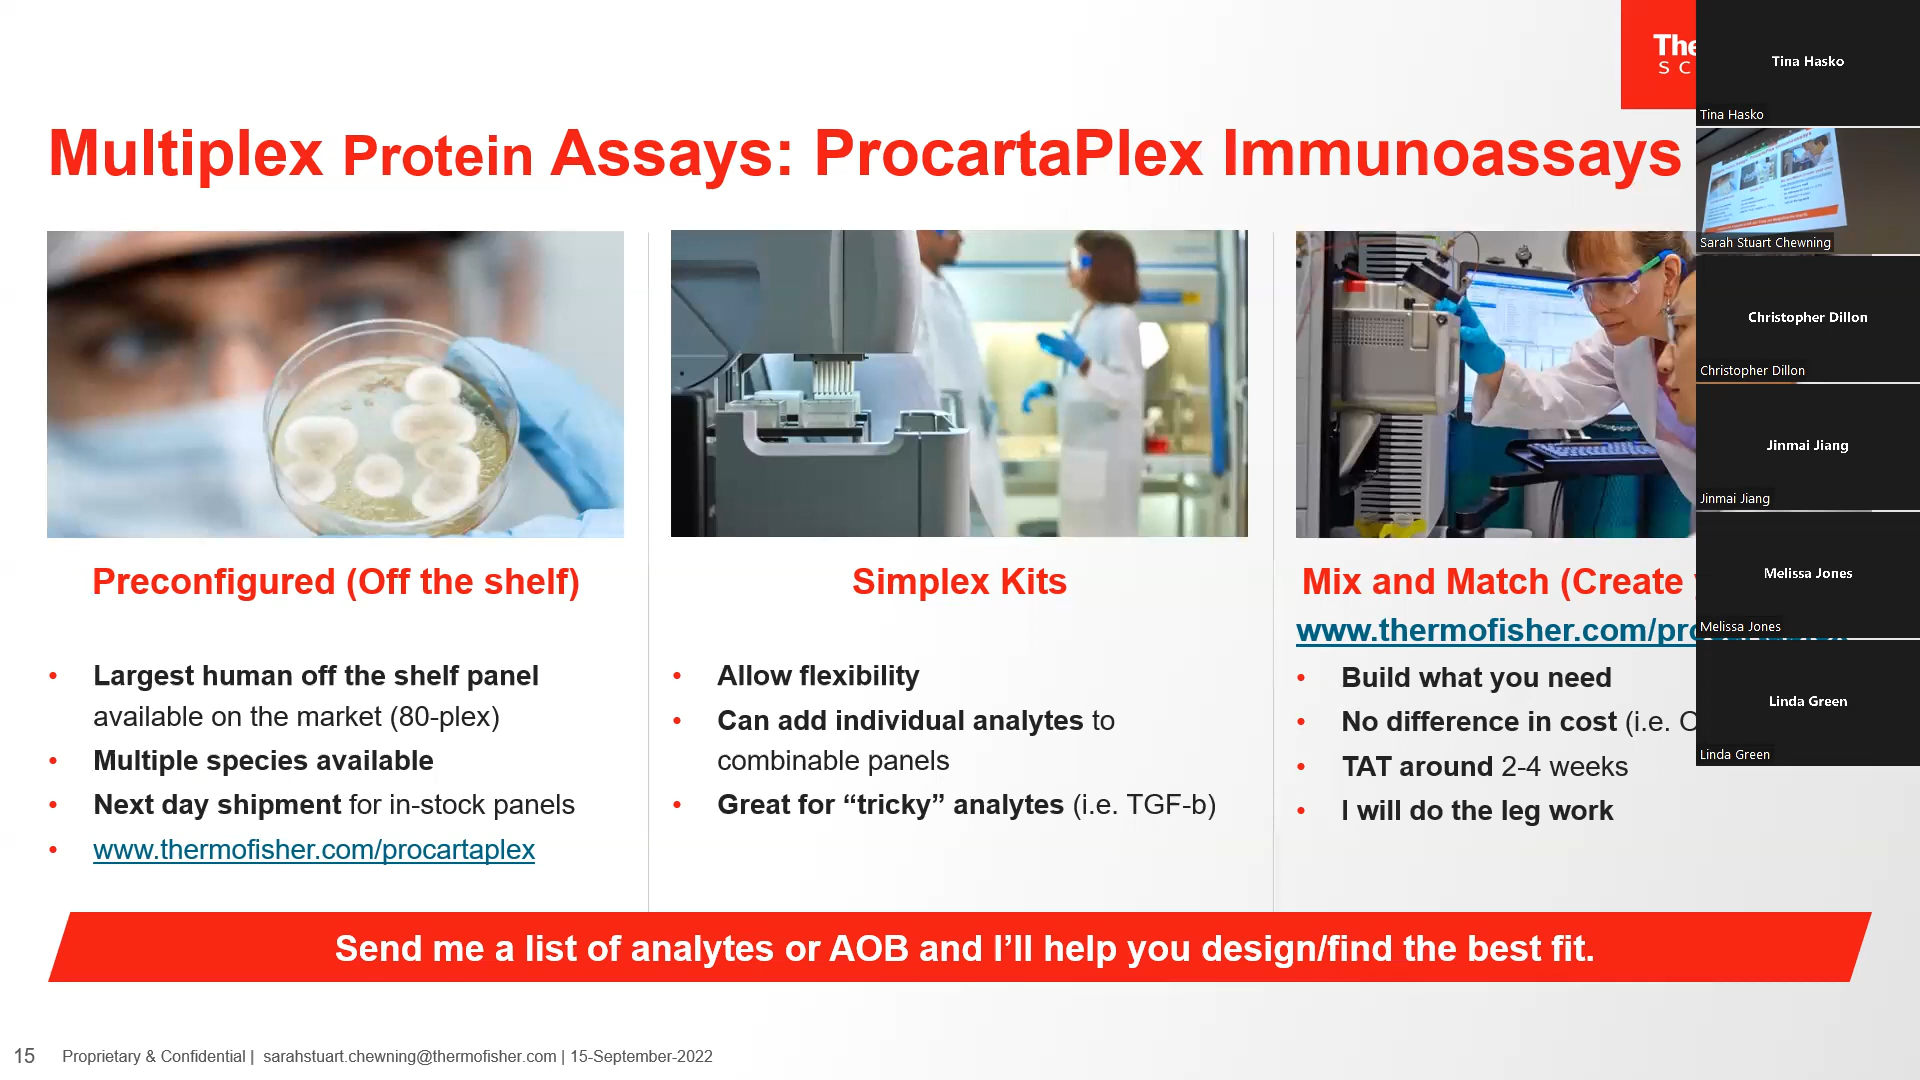 The
SC
Multiplex Protein Assays: ProcartaPlex Immunoassays
Preconfigured (Off the shelf)
• Largest human off the shelf panel
available on the market (80-plex)
• Multiple species available
• Next day shipment for in-stock panels
• www.thermofisher.com/procartaplex
Simplex Kits
• Allow flexibility
• Can add individual analytes to
combinable panels
• Great for “tricky” analytes (i.e. TGF-b)
Mix and Match (Create
www.thermofisher.com/pro
• Build what you need
• No difference in cost (i.e.
• TAT around 2-4 weeks
• I will do the leg work
Send me a list of analytes or AOB and I’ll help you design/find the best fit.
15 Proprietary & Confidential | sarahstuart.chewning@thermofisher.com | 15-September-2022
Tina Hasko
Tina Hasko
Sarah Stuart Chewning
Christopher Dillon
Christopher Dillon
Jinmai Jiang
Jinmai Jiang
Melissa Jones
Melissa Jones
Linda Green
Linda Green